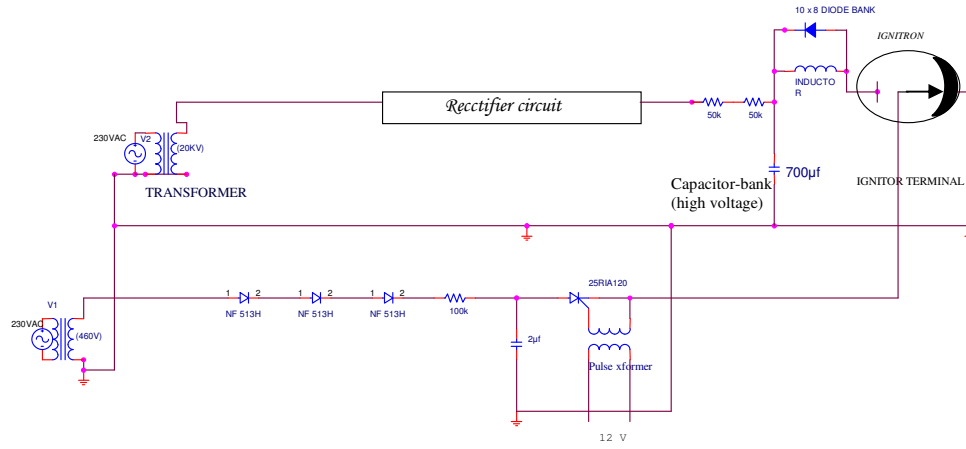 10 x 8 DIODE BANK
IGNITRON
INDUCTO
R
Recctifier circuit
50k
50k
230VAC
V2
(20KV)
TRANSFORMER
700µf
Capacitor-bank
(high voltage)
IGNITOR TERMINAL
V1
230VAC
(460V)
1
2
NF 513H
1
2
NF 513H
1
2
NF 513H
100k
25RIA120
2µf
Pulse xformer
12 V